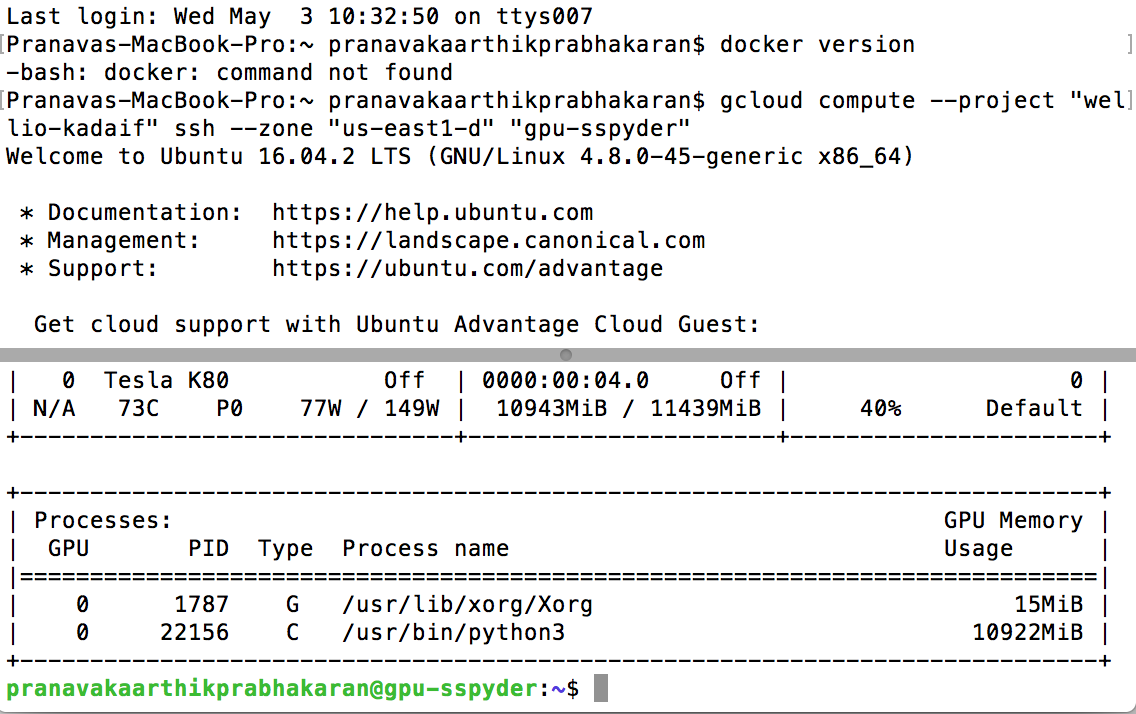 Last login: Wed May  3 10:32:50 on ttys007
[Pranavas-MacBook-Pro:~ pranavakaarthikprabhakaran$ docker version ]
-bash: docker: command not found
[Pranavas-MacBook-Pro:~ pranavakaarthikprabhakaran$ gcloud compute --project "wel]
lio-kadaif" ssh --zone "us-east1-d" "gpu-sspyder"
Welcome to Ubuntu 16.04.2 LTS (GNU/Linux 4.8.0-45-generic x86_64)
 * Documentation:  https://help.ubuntu.com
 * Management:     https://landscape.canonical.com
 * Support:        https://ubuntu.com/advantage
  Get cloud support with Ubuntu Advantage Cloud Guest:
|   0  Tesla K80           Off  | 0000:00:04.0     Off |                    0 |
| N/A   73C    P0    77W / 149W |  10943MiB / 11439MiB |     40%      Default |
+-------------------------------+----------------------+----------------------+
+-----------------------------------------------------------------------------+
| Processes:                                                       GPU Memory |
|  GPU       PID  Type  Process name                               Usage      |
|=============================================================================|
|    0      1787    G   /usr/lib/xorg/Xorg                              15MiB |
|    0     22156    C   /usr/bin/python3                             10922MiB |
+-----------------------------------------------------------------------------+
pranavakaarthikprabhakaran@gpu-sspyder:~$